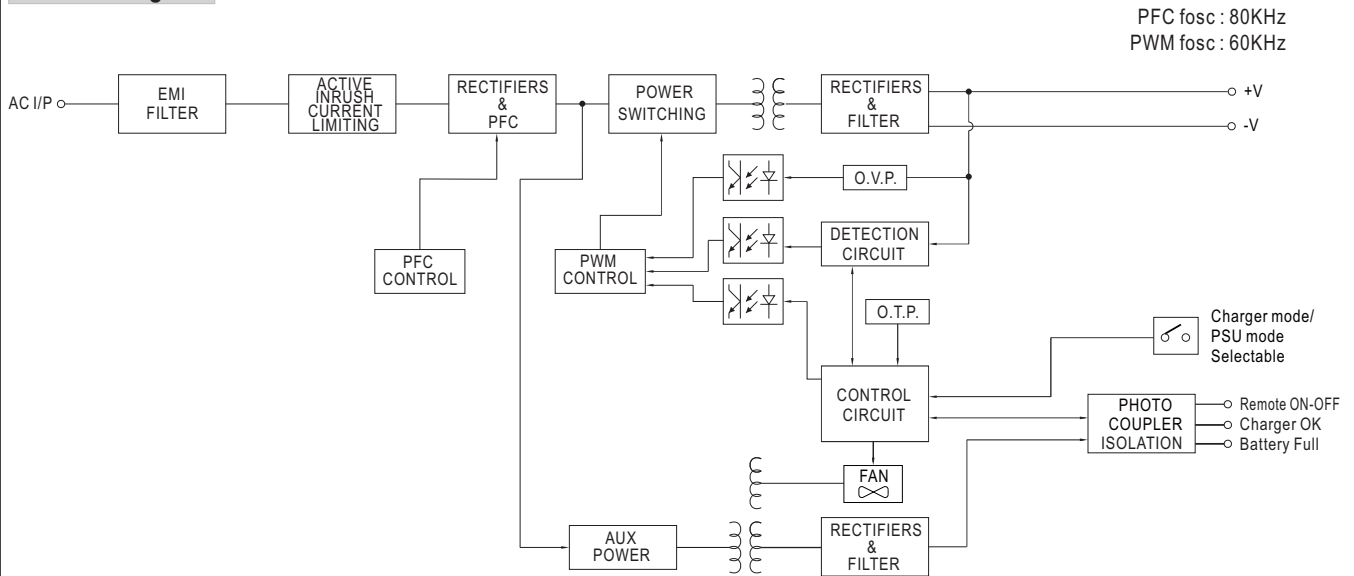 PFC fosc : 80KHz
PWM fosc : 60KHz
AC I/P
EMI
FILTER
ACTIVE
INRUSH
CURRENT
LIMITING
RECTIFIERS
&
PFC
POWER
SWITCHING
RECTIFIERS
&
FILTER
+V
-V
O.V.P.
PFC
CONTROL
PWM
CONTROL
DETECTION
CIRCUIT
O.T.P.
Charger mode/
PSU mode
Selectable
CONTROL
CIRCUIT
PHOTO
COUPLER
ISOLATION
Remote ON-OFF
Charger OK
Battery Full
FAN
AUX
POWER
RECTIFIERS
&
FILTER